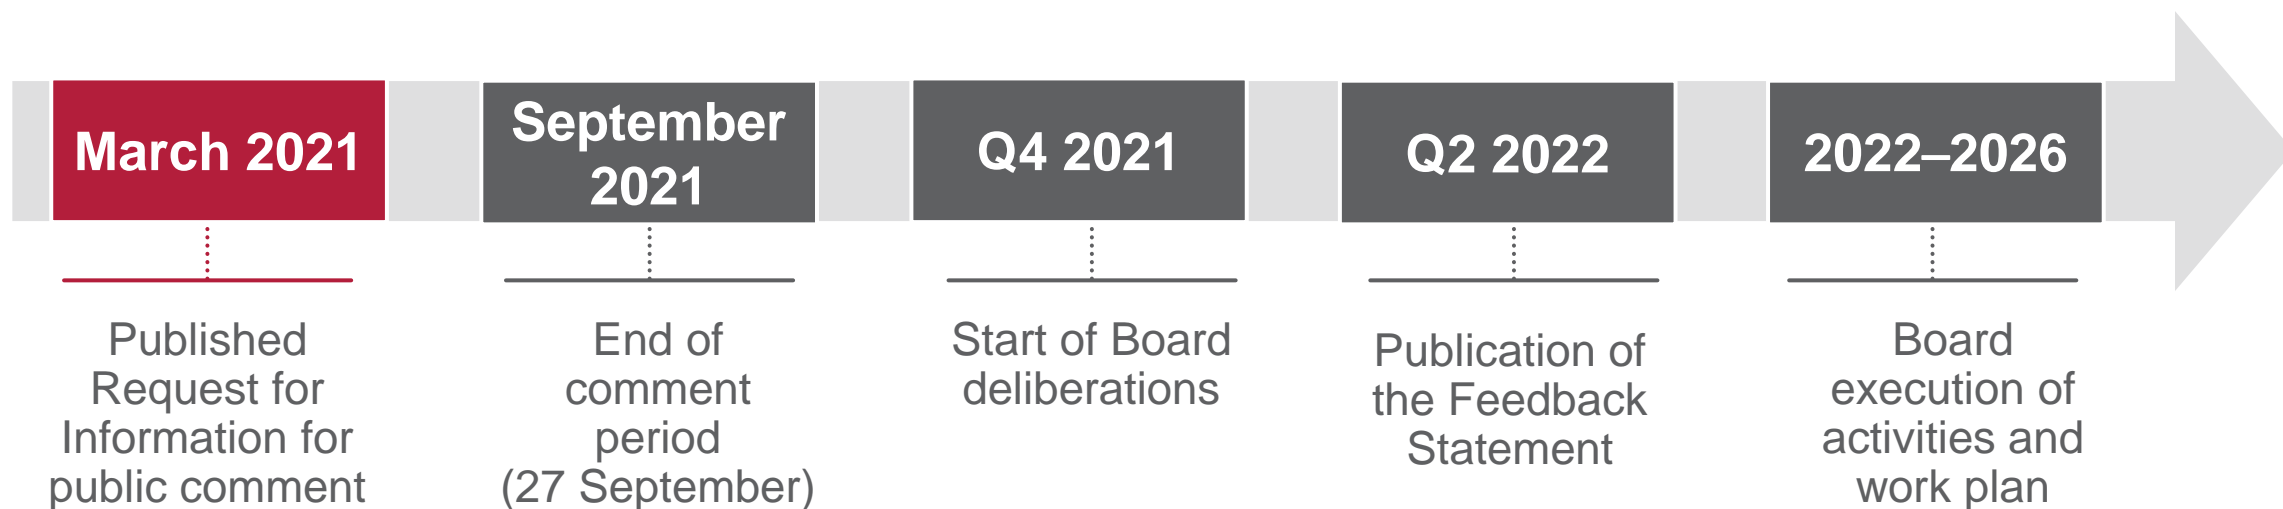 March 2021
September
2021
Q4 2021
Q2 2022
2022–2026
Published
Request for
Information for
public comment
End of
comment
period
(27 September)
Start of Board
deliberations
Publication of
the Feedback
Statement
Board
execution of
activities and
work plan